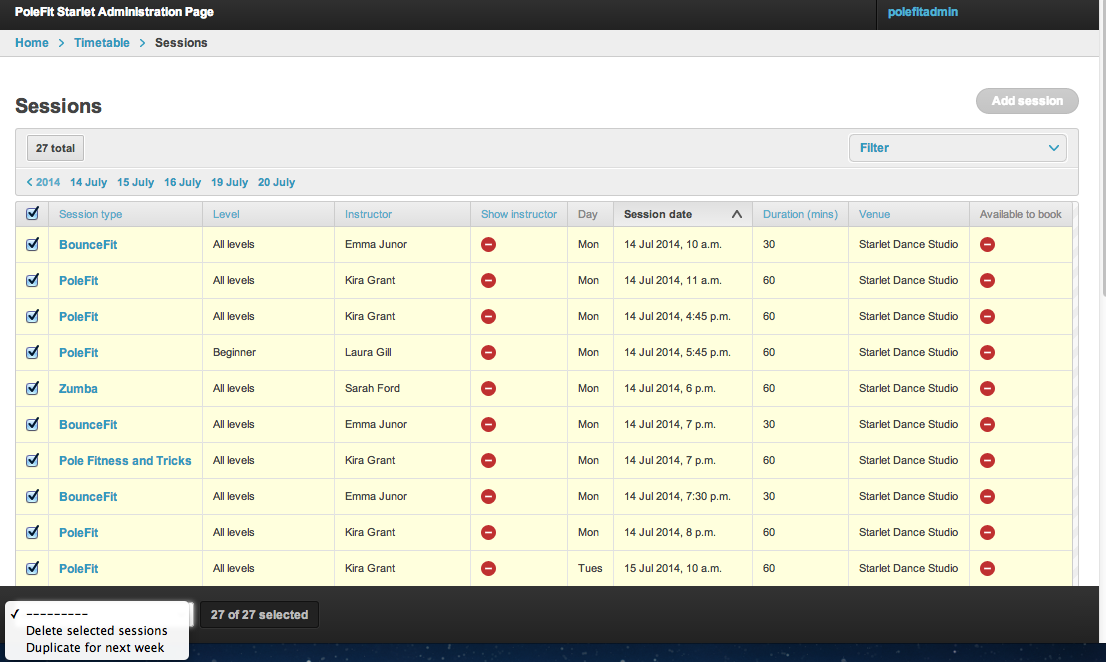 PoleFit Starlet Administration Page polefitadmin
Home > Timetable > Sessions
Sessions
Add session
27 total
Filter
< 2014 14 July 15 July 16 July 19 July 20 July
Session type Level Instructor Show instructor Day Session date Duration (mins) Venue Available to book
BounceFit All levels Emma Junor Mon 14 Jul 2014, 10 a.m. 30 Starlet Dance Studio
PoleFit All levels Kira Grant Mon 14 Jul 2014, 11 a.m. 60 Starlet Dance Studio
PoleFit All levels Kira Grant Mon 14 Jul 2014, 4:45 p.m. 60 Starlet Dance Studio
PoleFit Beginner Laura Gill Mon 14 Jul 2014, 5:45 p.m. 60 Starlet Dance Studio
Zumba All levels Sarah Ford Mon 14 Jul 2014, 6 p.m. 60 Starlet Dance Studio
BounceFit All levels Emma Junor Mon 14 Jul 2014, 7 p.m. 30 Starlet Dance Studio
Pole Fitness and Tricks All levels Kira Grant Mon 14 Jul 2014, 7 p.m. 60 Starlet Dance Studio
BounceFit All levels Emma Junor Mon 14 Jul 2014, 7:30 p.m. 30 Starlet Dance Studio
PoleFit All levels Kira Grant Mon 14 Jul 2014, 8 p.m. 60 Starlet Dance Studio
PoleFit All levels Kira Grant Tues 15 Jul 2014, 10 a.m. 60 Starlet Dance Studio
✓ ---------
27 of 27 selected
Delete selected sessions
Duplicate for next week